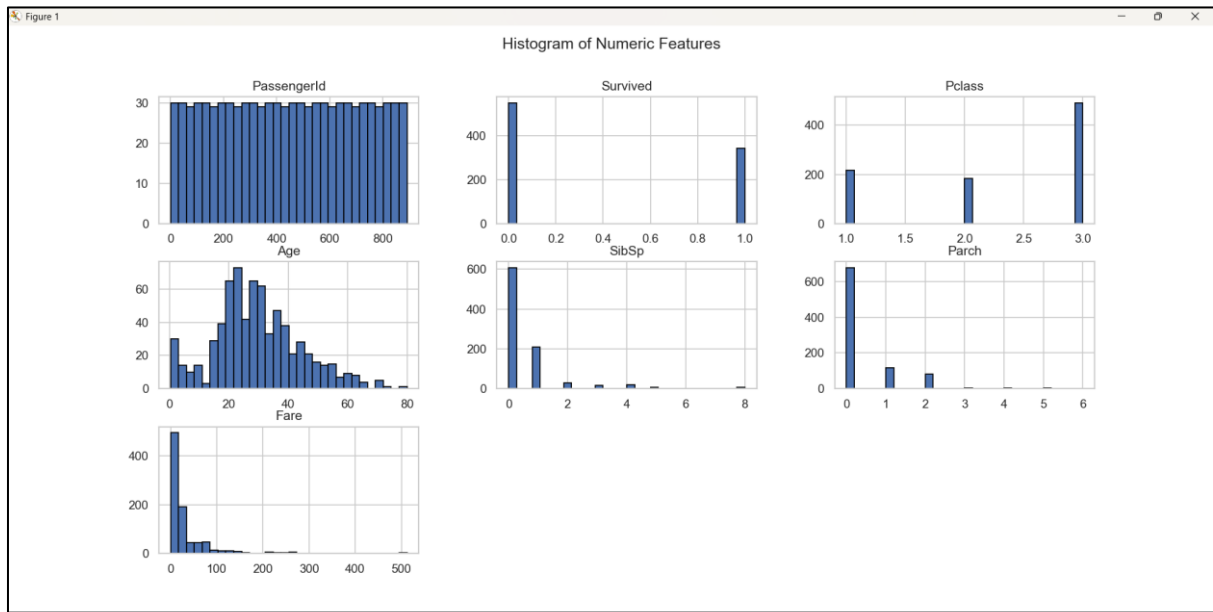 Figure 1
Histogram of Numeric Features
PassengerId
30
20
10
0
0 200 400 600 800
Survived
400
200
0
0.0 0.2 0.4 0.6 0.8 1.0
Pclass
400
200
0
1.0 1.5 2.0 2.5 3.0
Age
60
40
20
0
0 20 40 60 80
SibSp
600
400
200
0
0 2 4 6 8
Parch
600
400
200
0
0 1 2 3 4 5 6
Fare
400
200
0
0 100 200 300 400 500